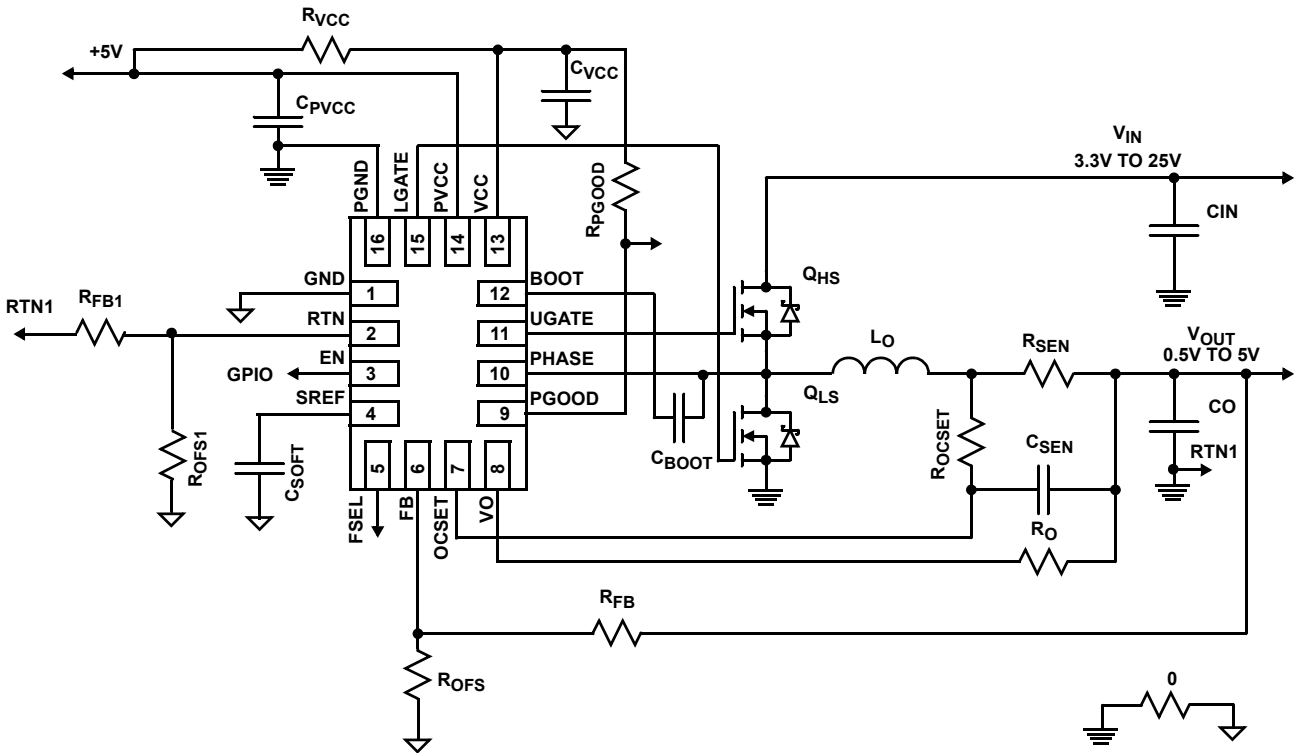 RVCC
+5V
CVCC
CPVCC
VIN
3.3V TO 25V
PGND
LGATE
PVCC
VCC
RPGOOD
16
15
14
13
CIN
GND
1
12
BOOT
QHS
RTN1
RFB1
RTN
2
11
UGATE
VOUT
0.5V TO 5V
LO
RSEN
EN
GPIO
3
10
PHASE
QLS
SREF
4
9
PGOOD
CO
ROFS1
CSOFT
CBOOT
ROCSET
CSEN
RTN1
5
6
7
8
FSEL
FB
OCSET
VO
RO
RFB
ROFS
0